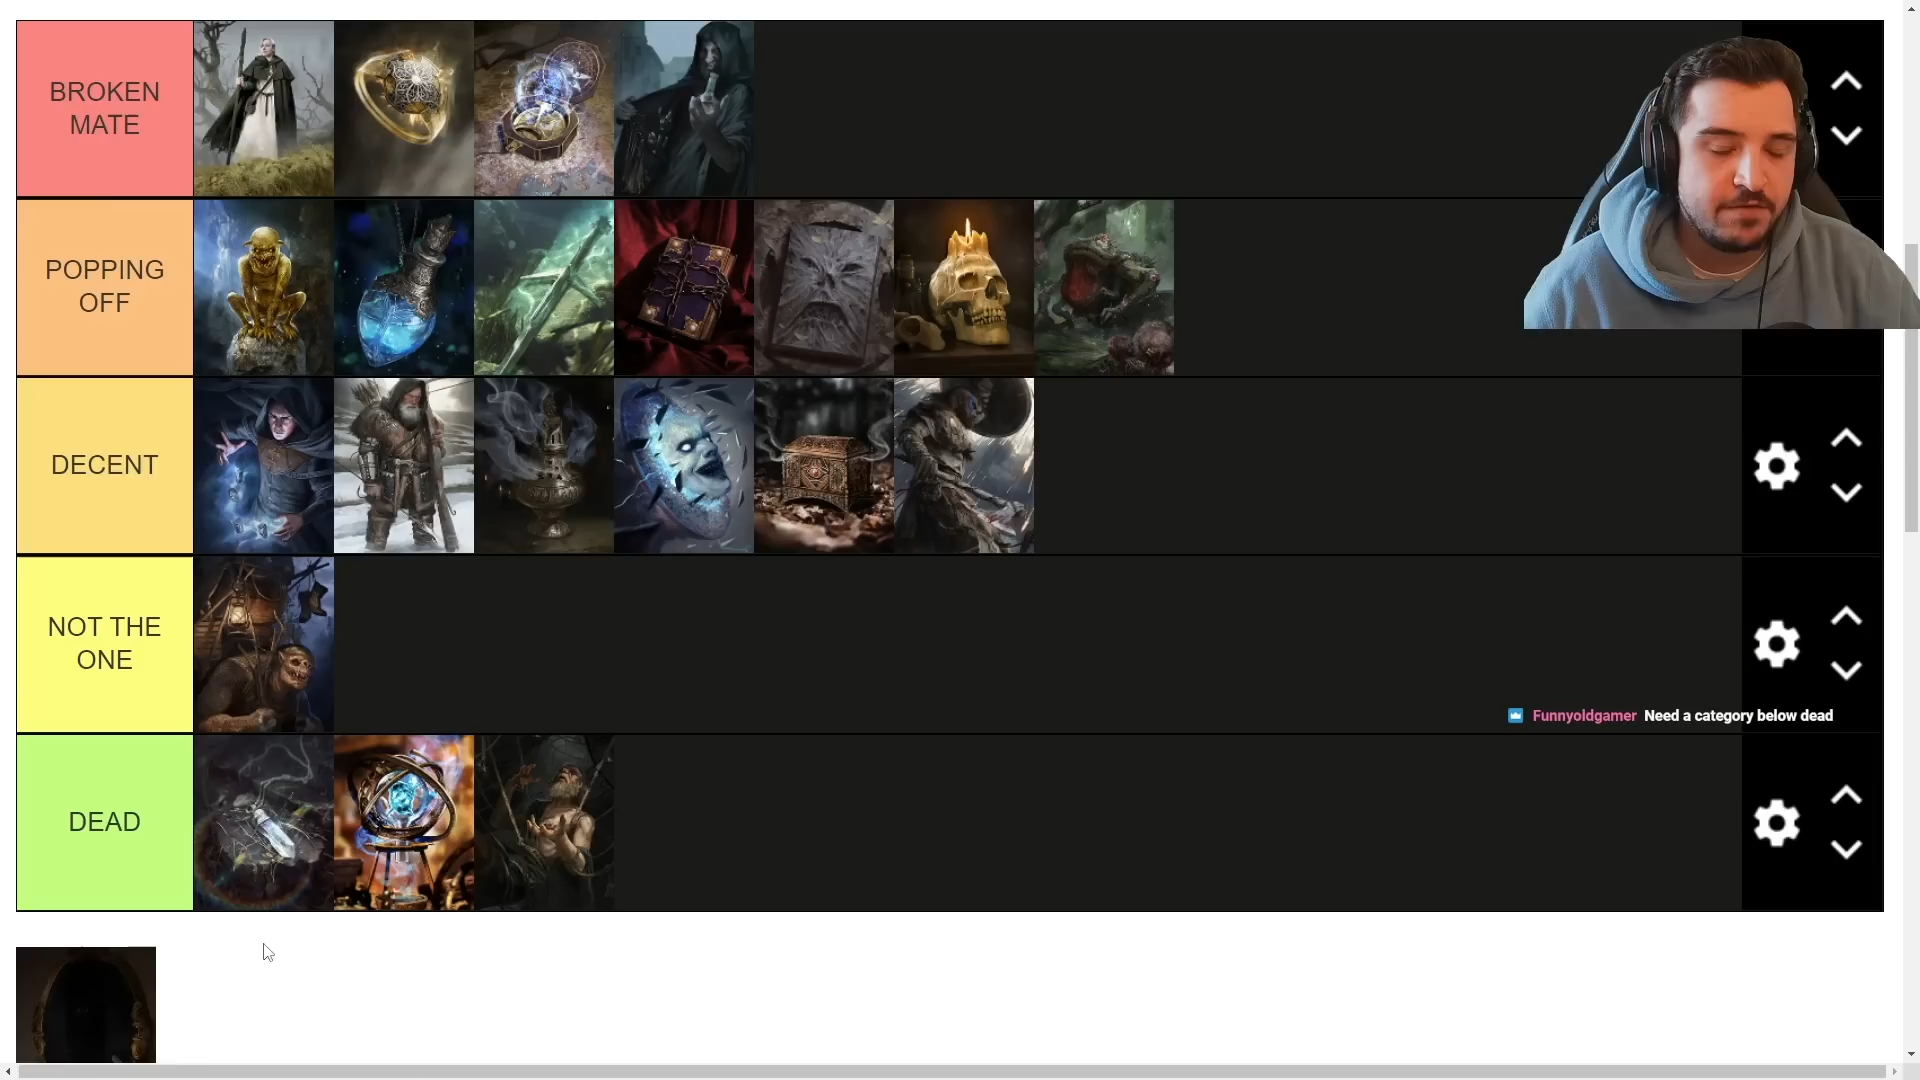 BROKEN
MATE
POPPING
OFF
DECENT
NOT THE
ONE
Funnyoldgamer Need a category below dead
DEAD